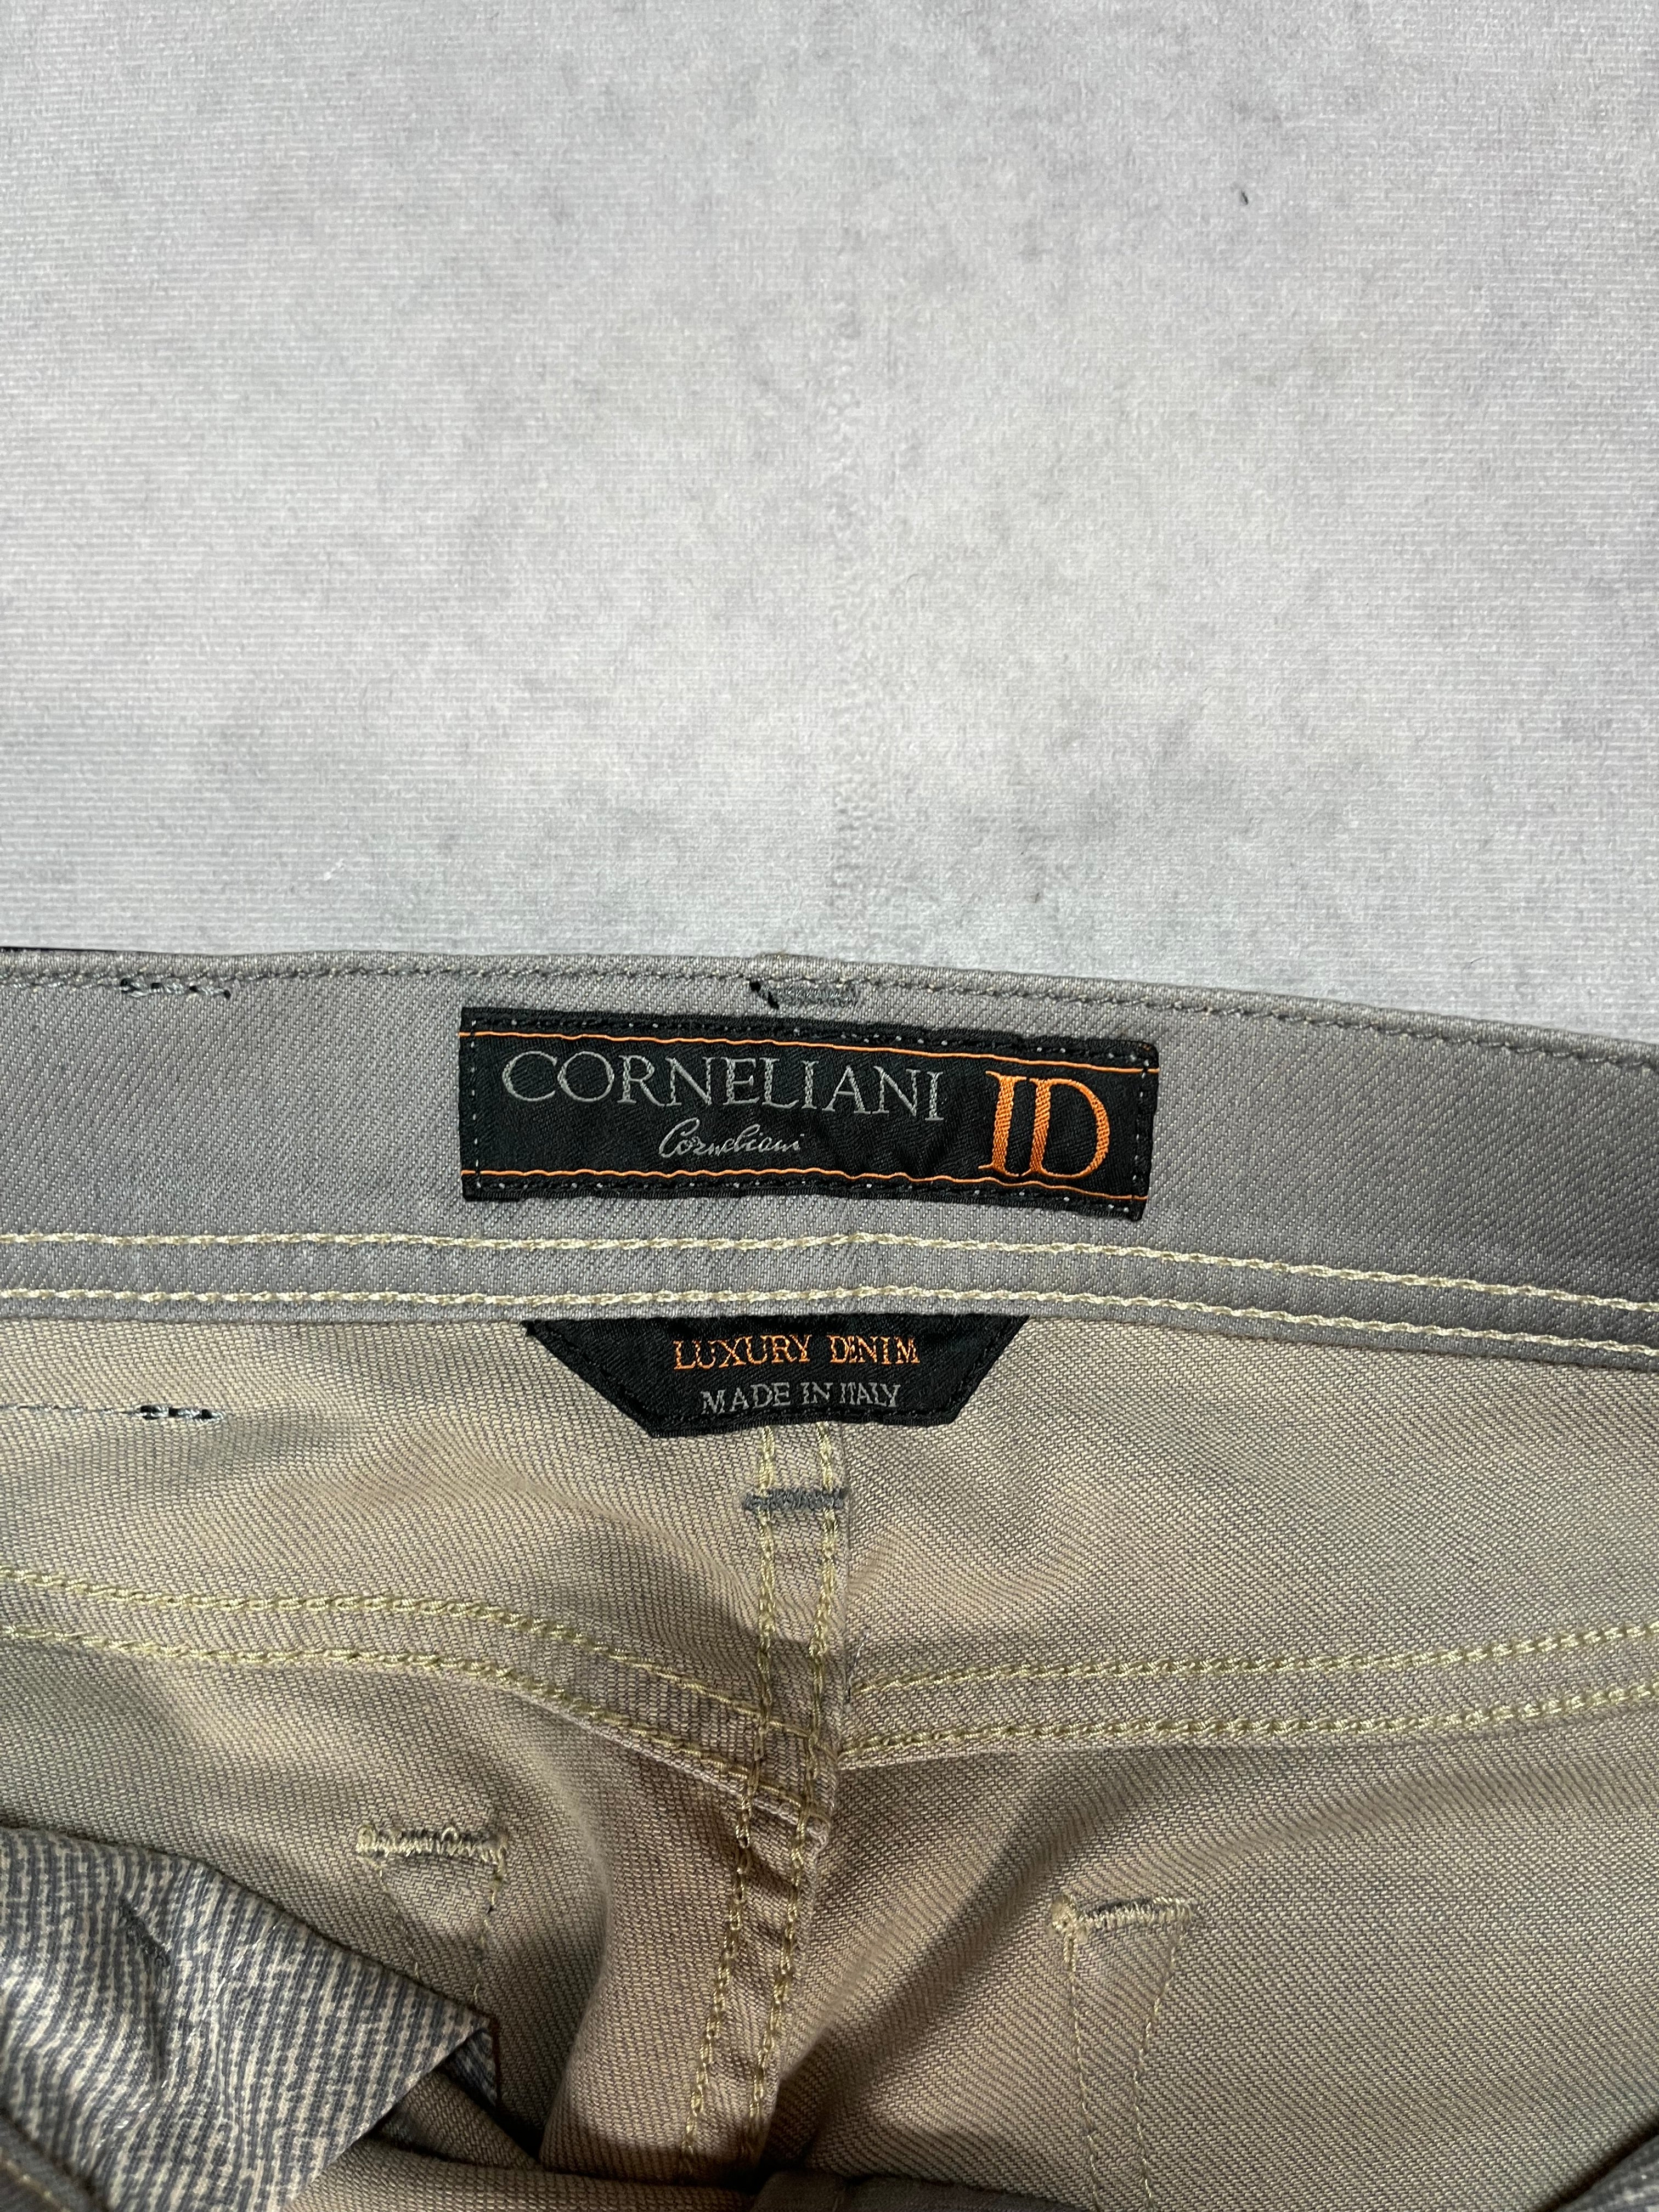 CORNELIANI ID
Corneliani
LUXURY DENIM
MADE IN ITALY